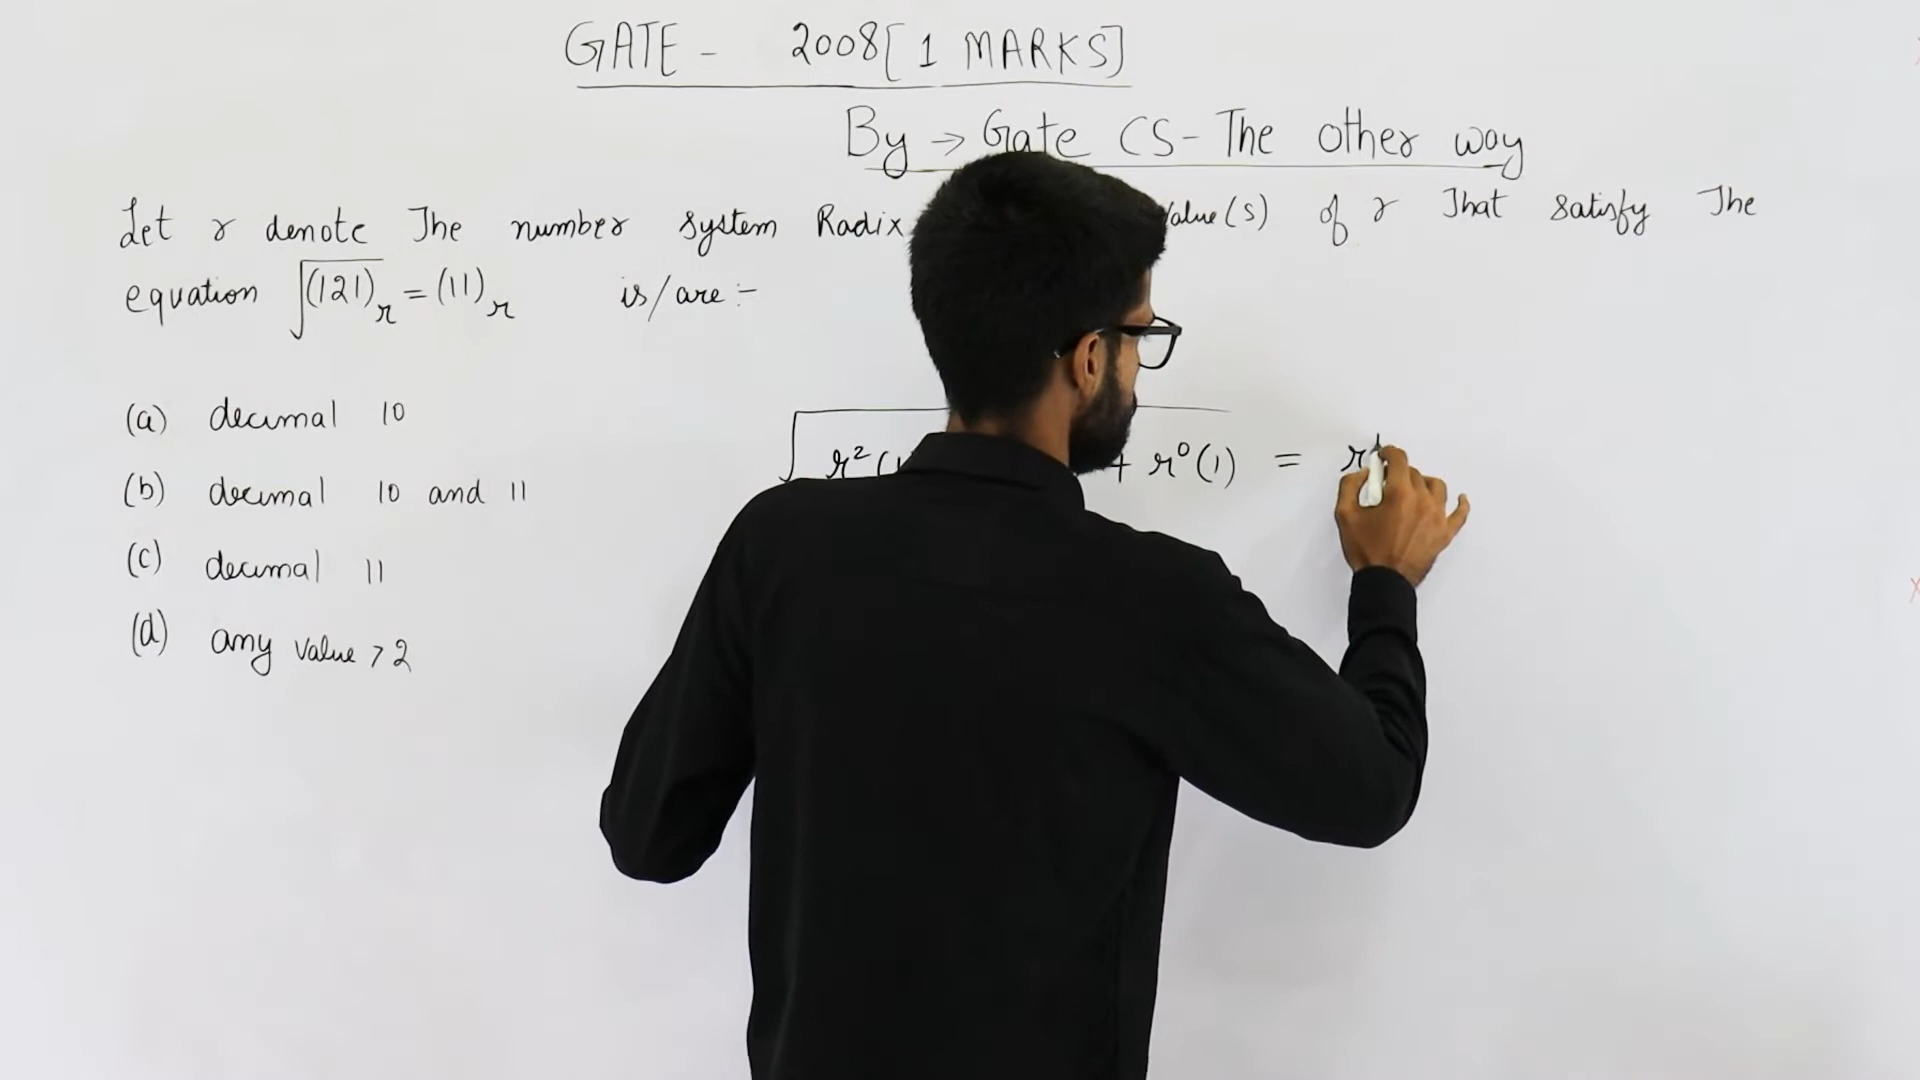 GATE - 2008 [1 MARKS]
By → Gate CS - The other way
Let r denote The number system Radix value(s) of r That satisfy The
equation √(121)r = (11)r is/are :-
(a) decimal 10
(b) decimal 10 and 11
(c) decimal 11
(d) any value > 2
r²(1 + r⁰(1) = r